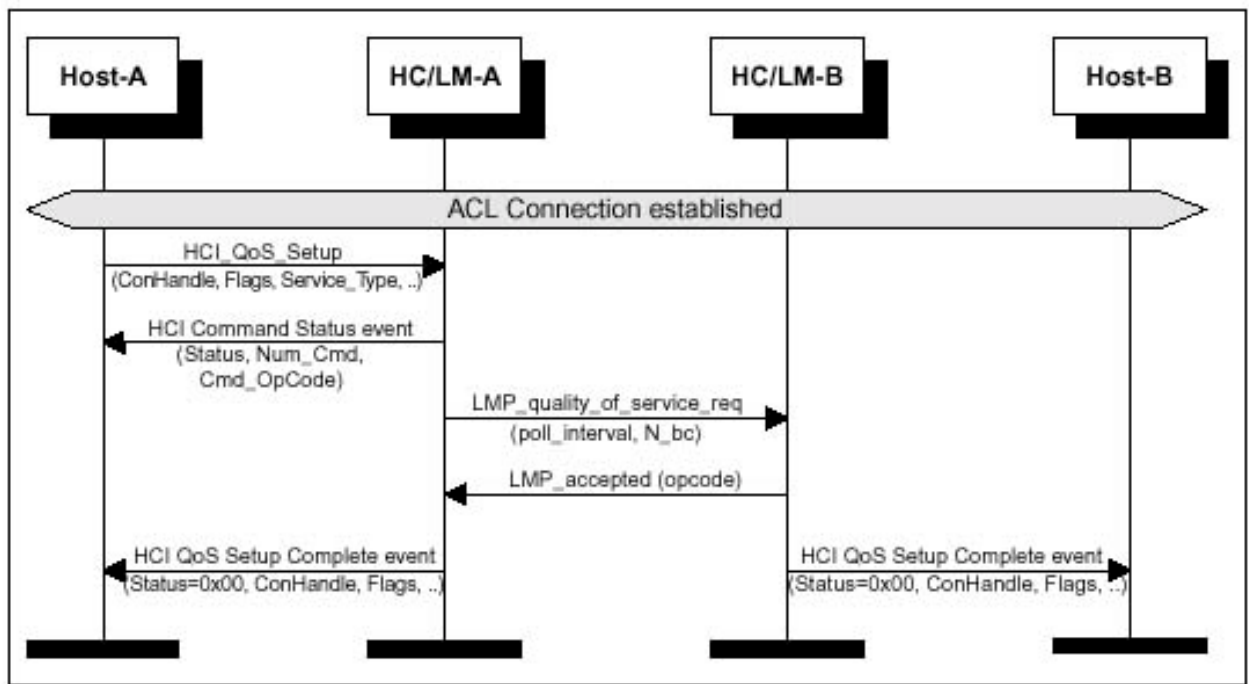 Host-A
HC/LM-A
HC/LM-B
Host-B
ACL Connection established
HCI_QoS_Setup
(ConHandle, Flags, Service_Type, ..)
HCI Command Status event
(Status, Num_Cmd,
Cmd_OpCode)
LMP_quality_of_service_req
(poll_interval, N_bc)
LMP_accepted (opcode)
HCI QoS Setup Complete event
(Status=0x00, ConHandle, Flags, ..)
HCI QoS Setup Complete event
(Status=0x00, ConHandle, Flags, ..)